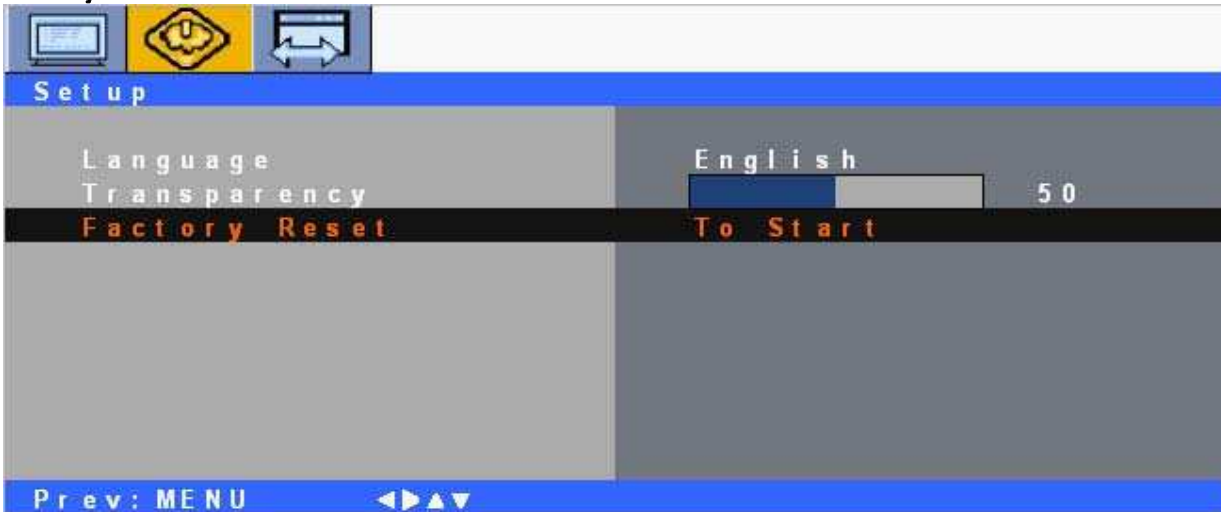 Setup
Language English
Transparency 50
Factory Reset To Start
Prev: MENU ◀▶▲▼